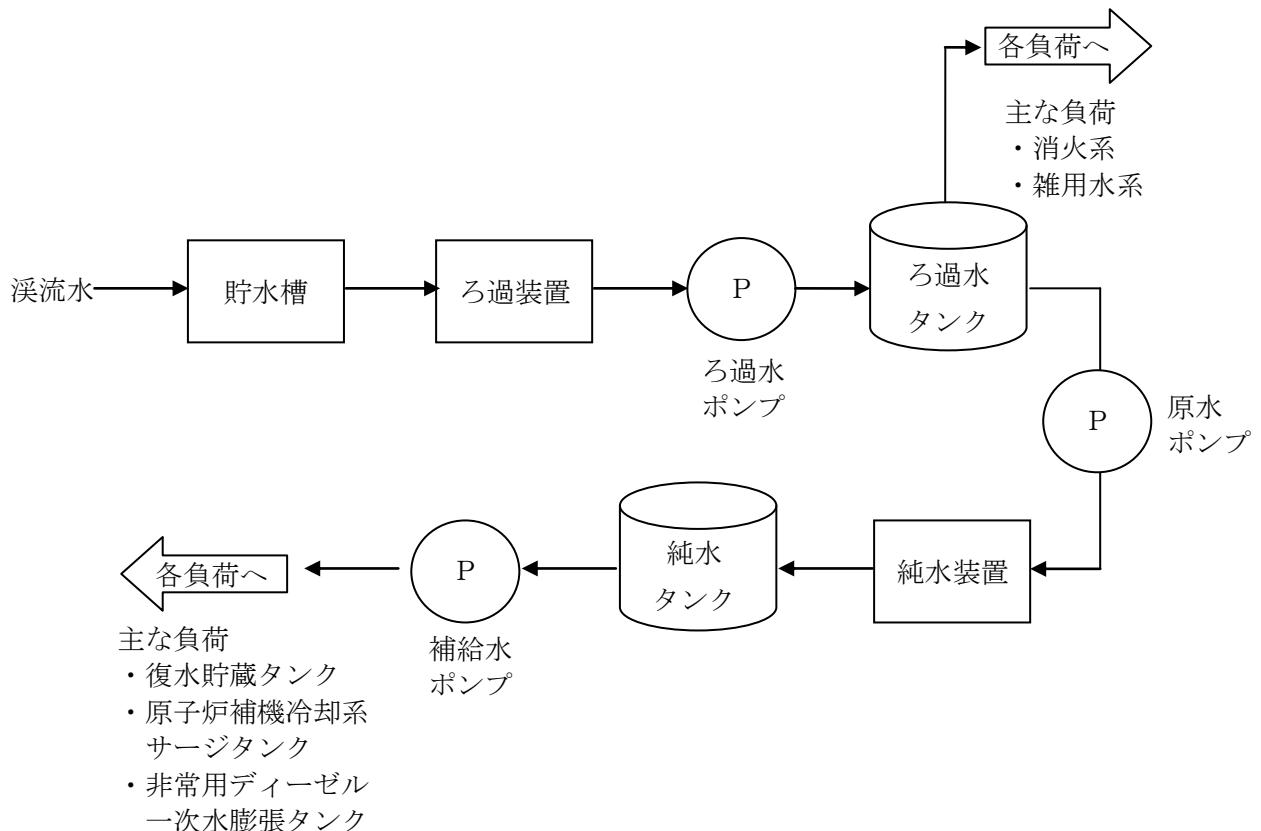 各負荷へ
主な負荷
・消火系
・雑用水系
渓流水
貯水槽
ろ過装置
P
ろ過水
ポンプ
ろ過水
タンク
P
原水
ポンプ
純水装置
純水
タンク
P
補給水
ポンプ
各負荷へ
主な負荷
・復水貯蔵タンク
・原子炉補機冷却系
サージタンク
・非常用ディーゼル
一次水膨張タンク